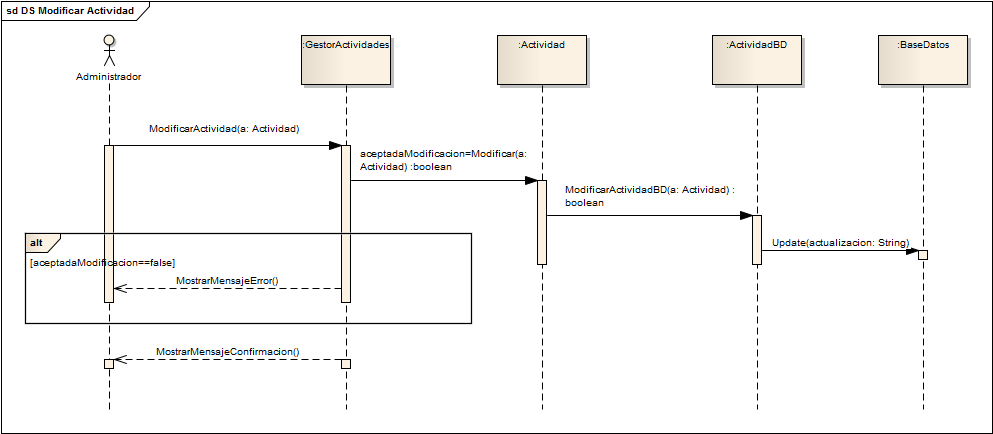 sd DS Modificar Actividad
Administrador
:GestorActividades
:Actividad
:ActividadBD
:BaseDatos
ModificarActividad(a: Actividad)
aceptadaModificacion=Modificar(a:
Actividad) :boolean
ModificarActividadBD(a: Actividad) :
boolean
Update(actualizacion: String)
alt
[aceptadaModificacion==false]
MostrarMensajeError()
MostrarMensajeConfirmacion()